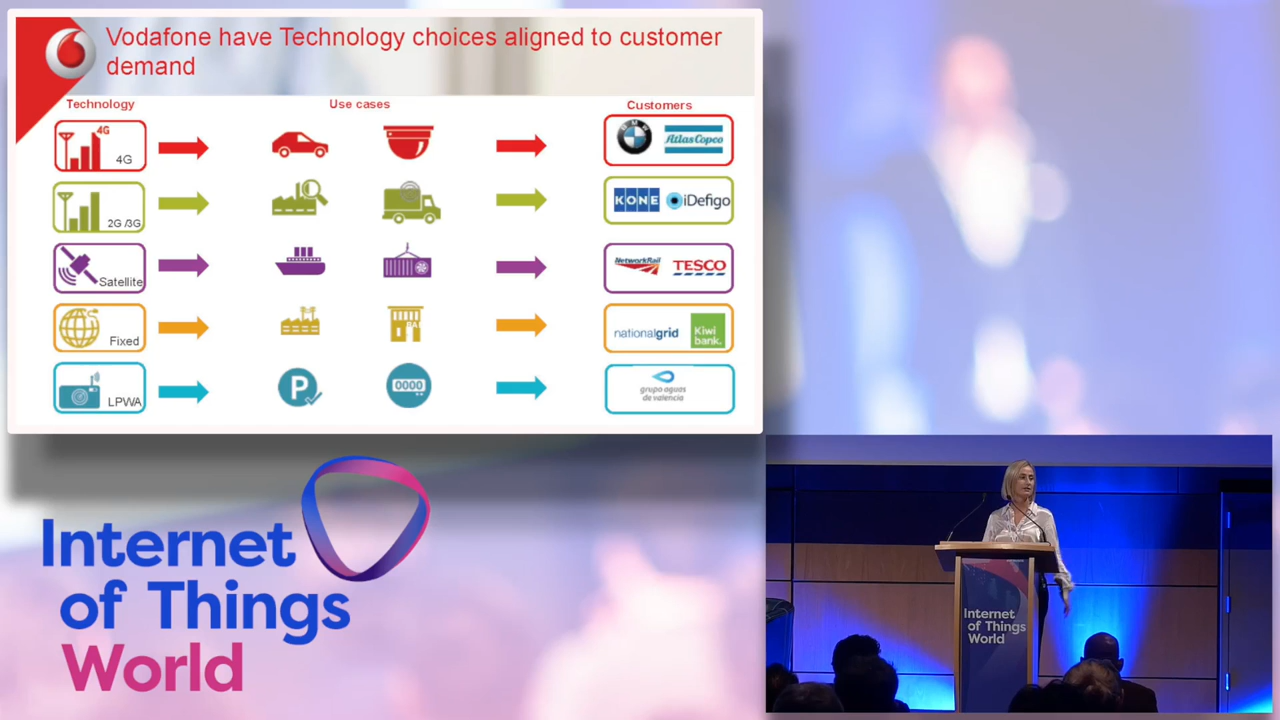 Vodafone have Technology choices aligned to customer
demand
Technology
Use cases
Customers
4G
4G
BMW
Atlas Copco
2G /3G
KONE
iDefigo
Satellite
NetworkRail
TESCO
Fixed
BA
nationalgrid
Kiwi
bank.
LPWA
P
0000
grupo aguas
de valencia
Internet
of Things
World
Internet
of Things
World